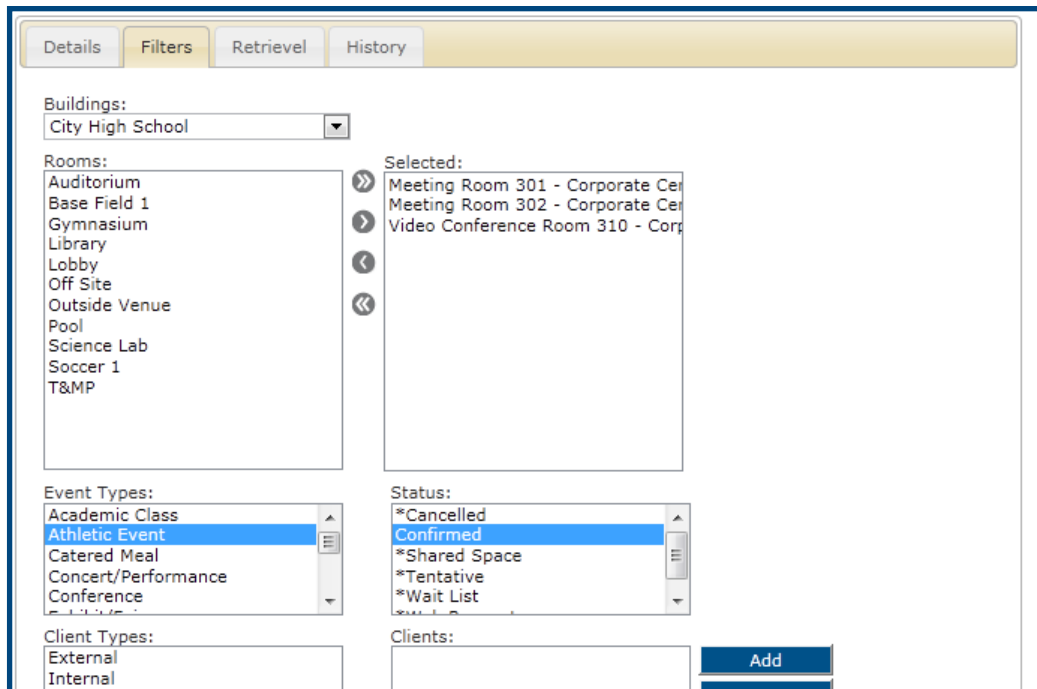 Details Filters Retrievel History
Buildings:
City High School
Rooms:
Auditorium
Base Field 1
Gymnasium
Library
Lobby
Off Site
Outside Venue
Pool
Science Lab
Soccer 1
T&MP
Selected:
Meeting Room 301 - Corporate Cer
Meeting Room 302 - Corporate Cer
Video Conference Room 310 - Corp
Event Types:
Academic Class
Athletic Event
Catered Meal
Concert/Performance
Conference
Status:
*Cancelled
Confirmed
*Shared Space
*Tentative
*Wait List
Client Types:
External
Internal
Clients:
Add